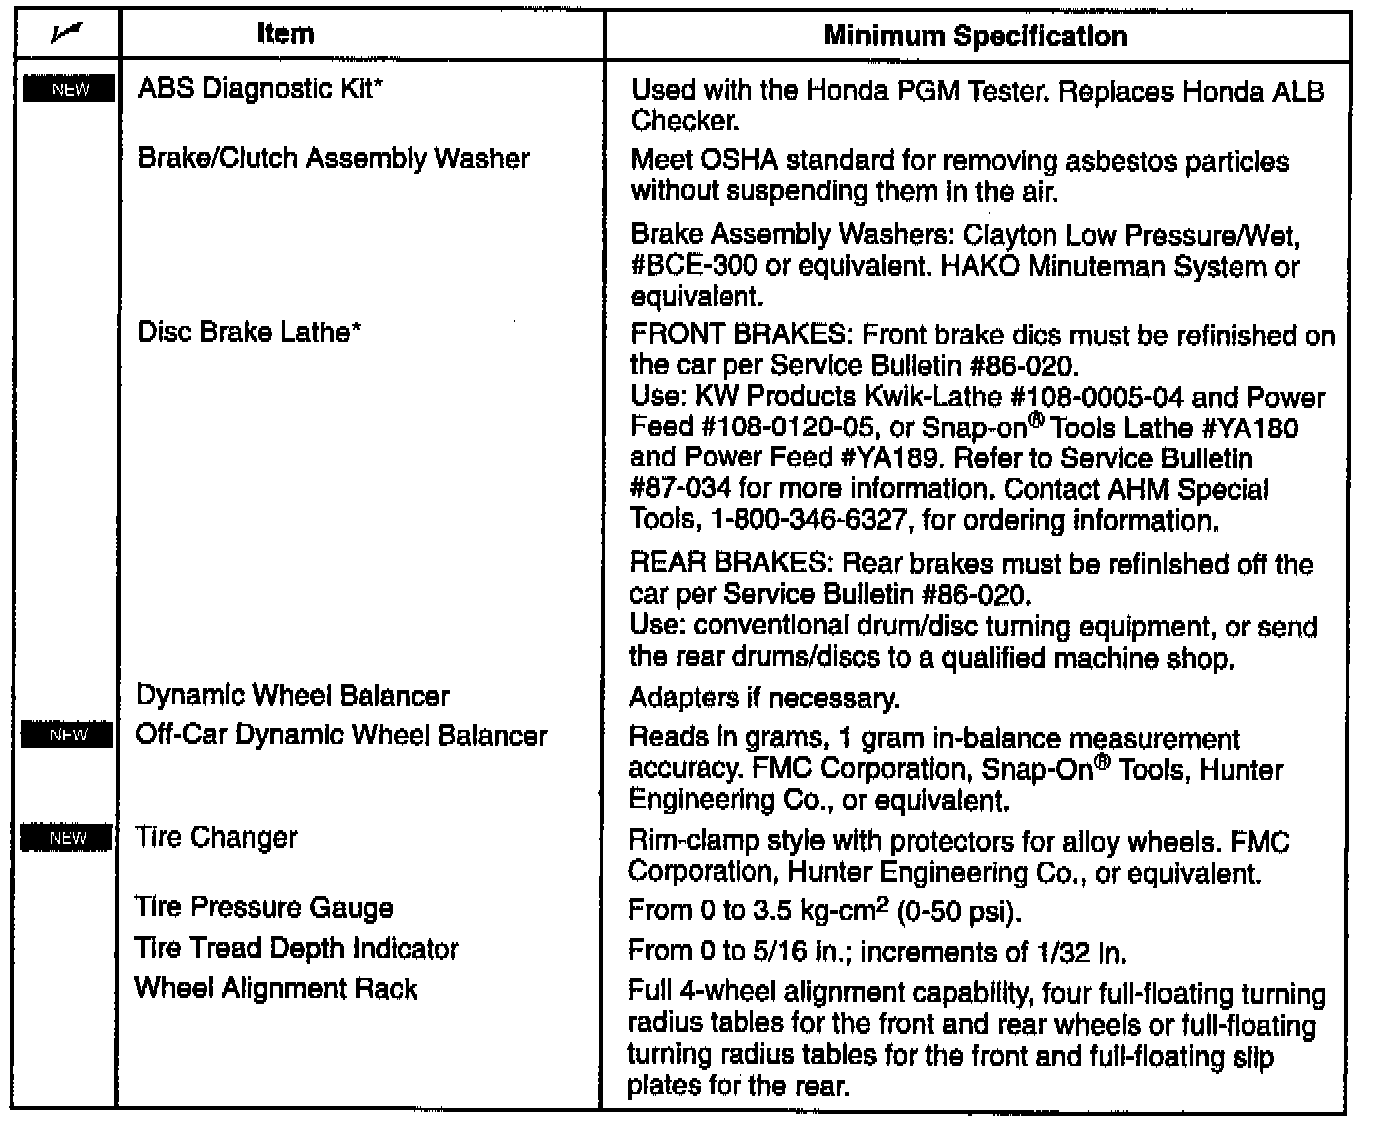 Item Minimum Specification
NEW ABS Diagnostic Kit* Used with the Honda PGM Tester. Replaces Honda ALB
Checker.
Brake/Clutch Assembly Washer Meet OSHA standard for removing asbestos particles
without suspending them in the air.
Brake Assembly Washers: Clayton Low Pressure/Wet,
#BCE-300 or equivalent. HAKO Minuteman System or
equivalent.
Disc Brake Lathe* FRONT BRAKES: Front brake dics must be refinished on
the car per Service Bulletin #86-020.
Use: KW Products Kwik-Lathe #108-0005-04 and Power
Feed #108-0120-05, or Snap-on® Tools Lathe #YA180
and Power Feed #YA189. Refer to Service Bulletin
#87-034 for more information. Contact AHM Special
Tools, 1-800-346-6327, for ordering information.
REAR BRAKES: Rear brakes must be refinished off the
car per Service Bulletin #86-020.
Use: conventional drum/disc turning equipment, or send
the rear drums/discs to a qualified machine shop.
Dynamic Wheel Balancer Adapters if necessary.
NEW Off-Car Dynamic Wheel Balancer Reads in grams, 1 gram in-balance measurement
accuracy. FMC Corporation, Snap-On® Tools, Hunter
Engineering Co., or equivalent.
NEW Tire Changer Rim-clamp style with protectors for alloy wheels. FMC
Corporation, Hunter Engineering Co., or equivalent.
Tire Pressure Gauge From 0 to 3.5 kg-cm² (0-50 psi).
Tire Tread Depth Indicator From 0 to 5/16 in.; increments of 1/32 in.
Wheel Alignment Rack Full 4-wheel alignment capability, four full-floating turning
radius tables for the front and rear wheels or full-floating
turning radius tables for the front and full-floating slip
plates for the rear.